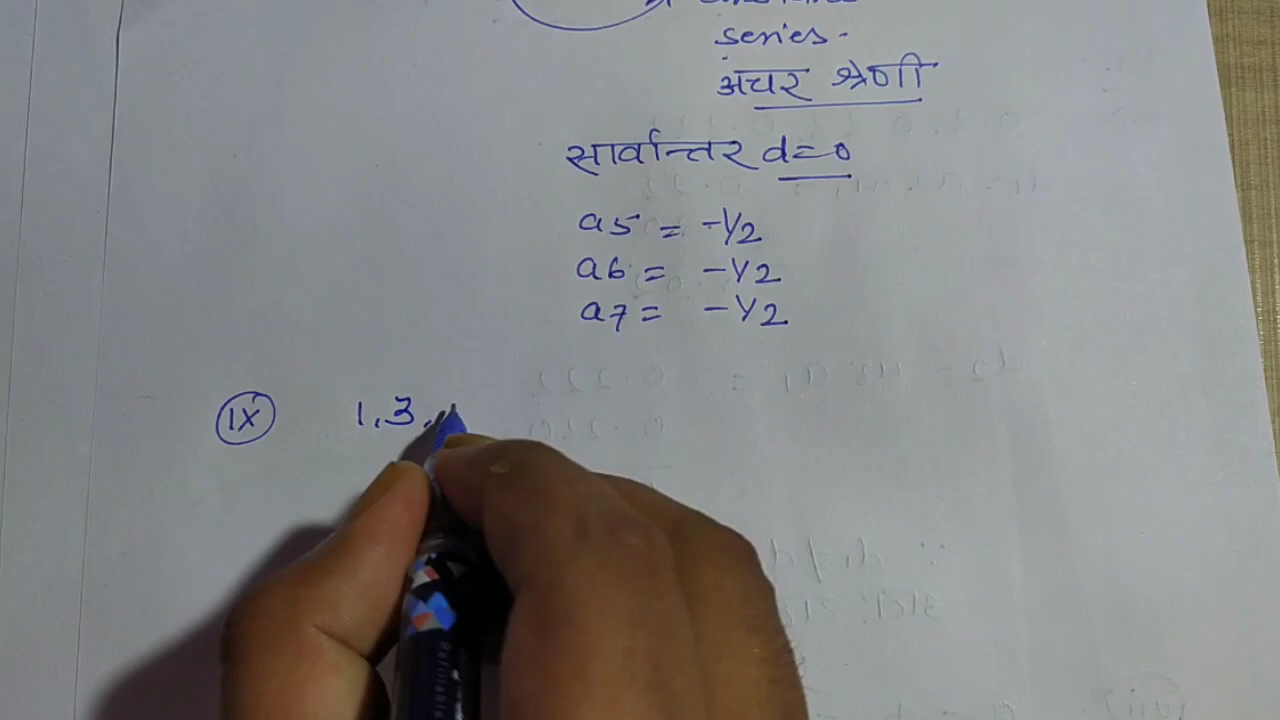 series.
अचर श्रेणी
सार्वान्तर d=0
a5 = -1/2
a6 = -1/2
a7 = -1/2
(ix) 1,3,